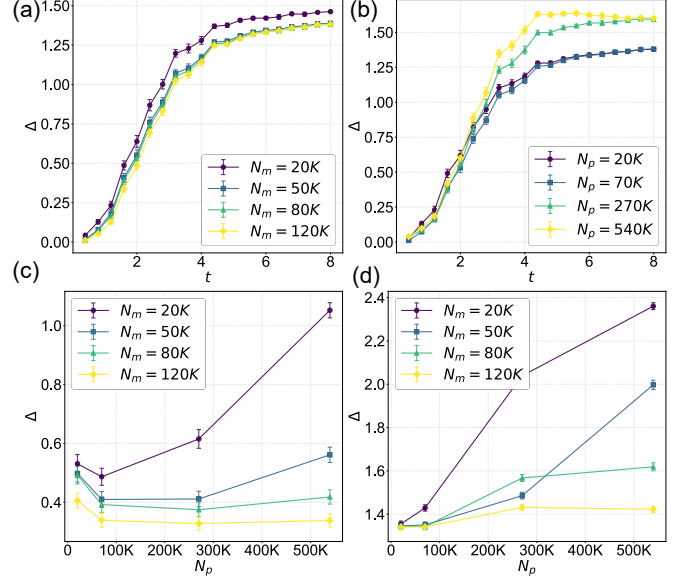 (a)
1.50
1.25
1.00
0.75
0.50
0.25
0.00
Δ
N_m = 20K
N_m = 50K
N_m = 80K
N_m = 120K
2
4
6
8
t
(b)
1.50
1.25
1.00
0.75
0.50
0.25
0.00
Δ
N_p = 20K
N_p = 70K
N_p = 270K
N_p = 540K
2
4
6
8
t
(c)
1.0
0.8
0.6
0.4
Δ
N_m = 20K
N_m = 50K
N_m = 80K
N_m = 120K
0 100K 200K 300K 400K 500K
N_p
(d)
2.4
2.2
2.0
1.8
1.6
1.4
Δ
N_m = 20K
N_m = 50K
N_m = 80K
N_m = 120K
0 100K 200K 300K 400K 500K
N_p